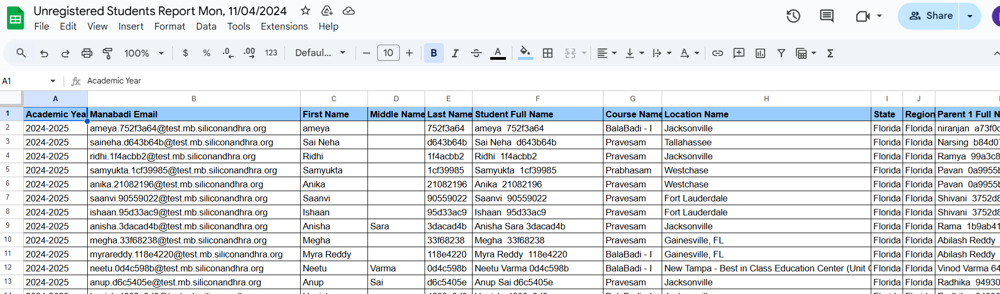 Unregistered Students Report Mon, 11/04/2024
File Edit View Insert Format Data Tools Extensions Help
Share
100% $ % .0 .00 123 Defaul... 10 B I S A
A1 fx Academic Year
A B C D E F G H I J
1 Academic Yea Manabadi Email First Name Middle Name Last Name Student Full Name Course Name Location Name State Region Parent 1 Full N
2 2024-2025 ameya.752f3a64@test.mb.siliconandhra.org ameya 752f3a64 ameya 752f3a64 BalaBadi - I Jacksonville Florida Florida niranjan a73f0c
3 2024-2025 saineha.d643b64b@test.mb.siliconandhra.org Sai Neha d643b64b Sai Neha d643b64b Pravesam Tallahassee Florida Florida Narsing b84d07
4 2024-2025 ridhi.1f4acbb2@test.mb.siliconandhra.org Ridhi 1f4acbb2 Ridhi 1f4acbb2 Pravesam Jacksonville Florida Florida Ramya 99a3c8
5 2024-2025 samyukta.1cf39985@test.mb.siliconandhra.org Samyukta 1cf39985 Samyukta 1cf39985 Prabhasam Westchase Florida Florida Pavan 0a9955b
6 2024-2025 anika.21082196@test.mb.siliconandhra.org Anika 21082196 Anika 21082196 Pravesam Westchase Florida Florida Pavan 0a9955b
7 2024-2025 saanvi.90559022@test.mb.siliconandhra.org Saanvi 90559022 Saanvi 90559022 Pravesam Fort Lauderdale Florida Florida Shivani 3752d8
8 2024-2025 ishaan.95d33ac9@test.mb.siliconandhra.org Ishaan 95d33ac9 Ishaan 95d33ac9 Pravesam Fort Lauderdale Florida Florida Shivani 3752d8
9 2024-2025 anisha.3dacad4b@test.mb.siliconandhra.org Anisha Sara 3dacad4b Anisha Sara 3dacad4b Pravesam Jacksonville Florida Florida Rama 1b9ab41
10 2024-2025 megha.33f68238@test.mb.siliconandhra.org Megha 33f68238 Megha 33f68238 Pravesam Gainesville, FL Florida Florida Abilash Reddy
11 2024-2025 myrareddy.118e4220@test.mb.siliconandhra.org Myra Reddy 118e4220 Myra Reddy 118e4220 BalaBadi - I Gainesville, FL Florida Florida Abilash Reddy
12 2024-2025 neetu.0d4c598b@test.mb.siliconandhra.org Neetu Varma 0d4c598b Neetu Varma 0d4c598b BalaBadi - I New Tampa - Best in Class Education Center (Unit Florida Florida Vinod Varma 64
13 2024-2025 anup.d6c5405e@test.mb.siliconandhra.org Anup Sai d6c5405e Anup Sai d6c5405e Pravesam Jacksonville Florida Florida Radhika 94930